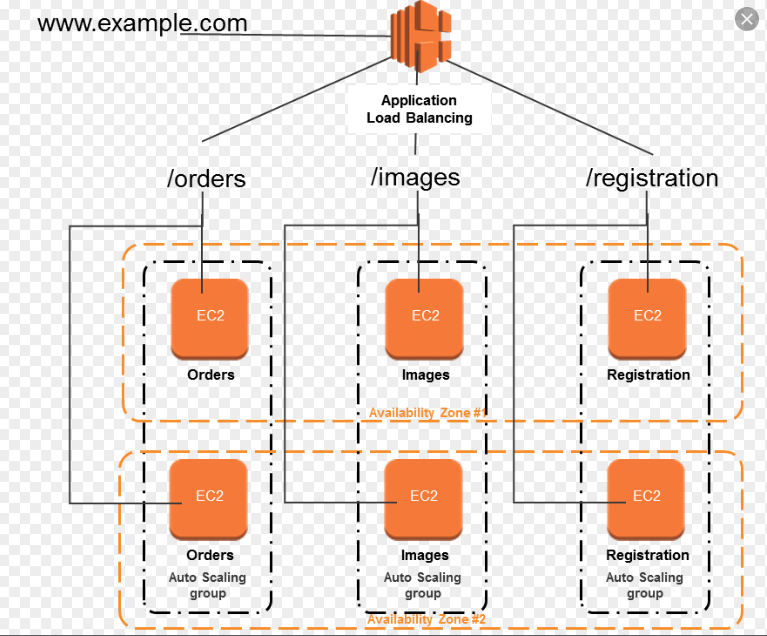 www.example.com
Application
Load Balancing
/orders
/images
/registration
EC2
EC2
EC2
Orders
Images
Registration
Availability Zone #1
EC2
EC2
EC2
Orders
Images
Registration
Auto Scaling
group
Auto Scaling
group
Auto Scaling
group
Availability Zone #2